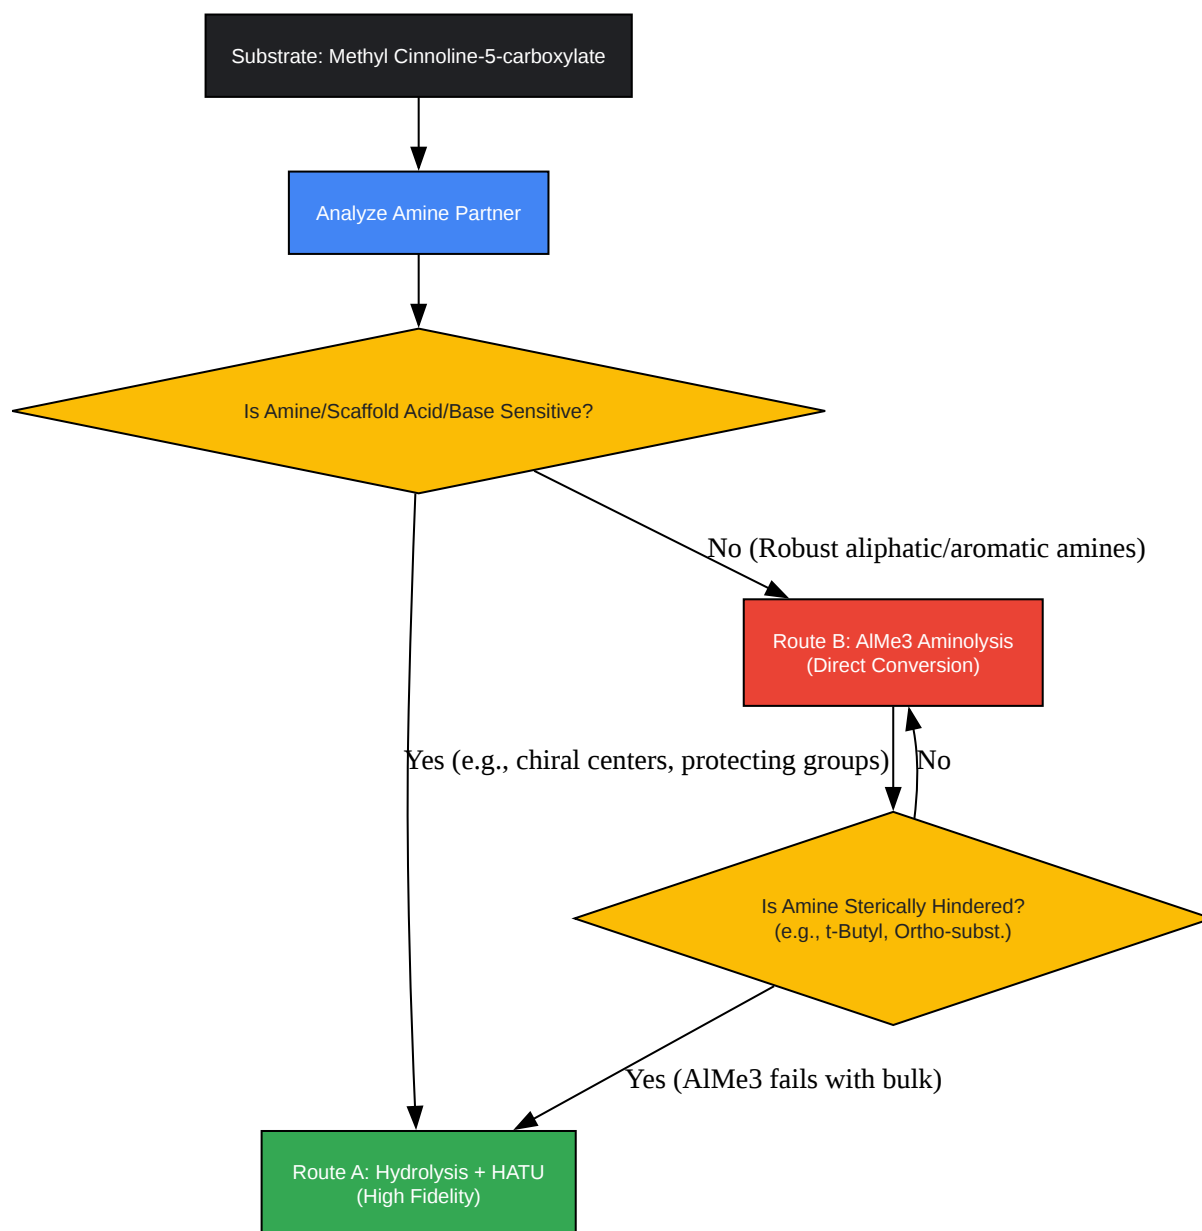 Substrate: Methyl Cinnoline-5-carboxylate
Analyze Amine Partner
Is Amine/Scaffold Acid/Base Sensitive?
No (Robust aliphatic/aromatic amines)
Route B: AlMe3 Aminolysis
(Direct Conversion)
Yes (e.g., chiral centers, protecting groups)
No
Is Amine Sterically Hindered?
(e.g., t-Butyl, Ortho-subst.)
Yes (AlMe3 fails with bulk)
Route A: Hydrolysis + HATU
(High Fidelity)